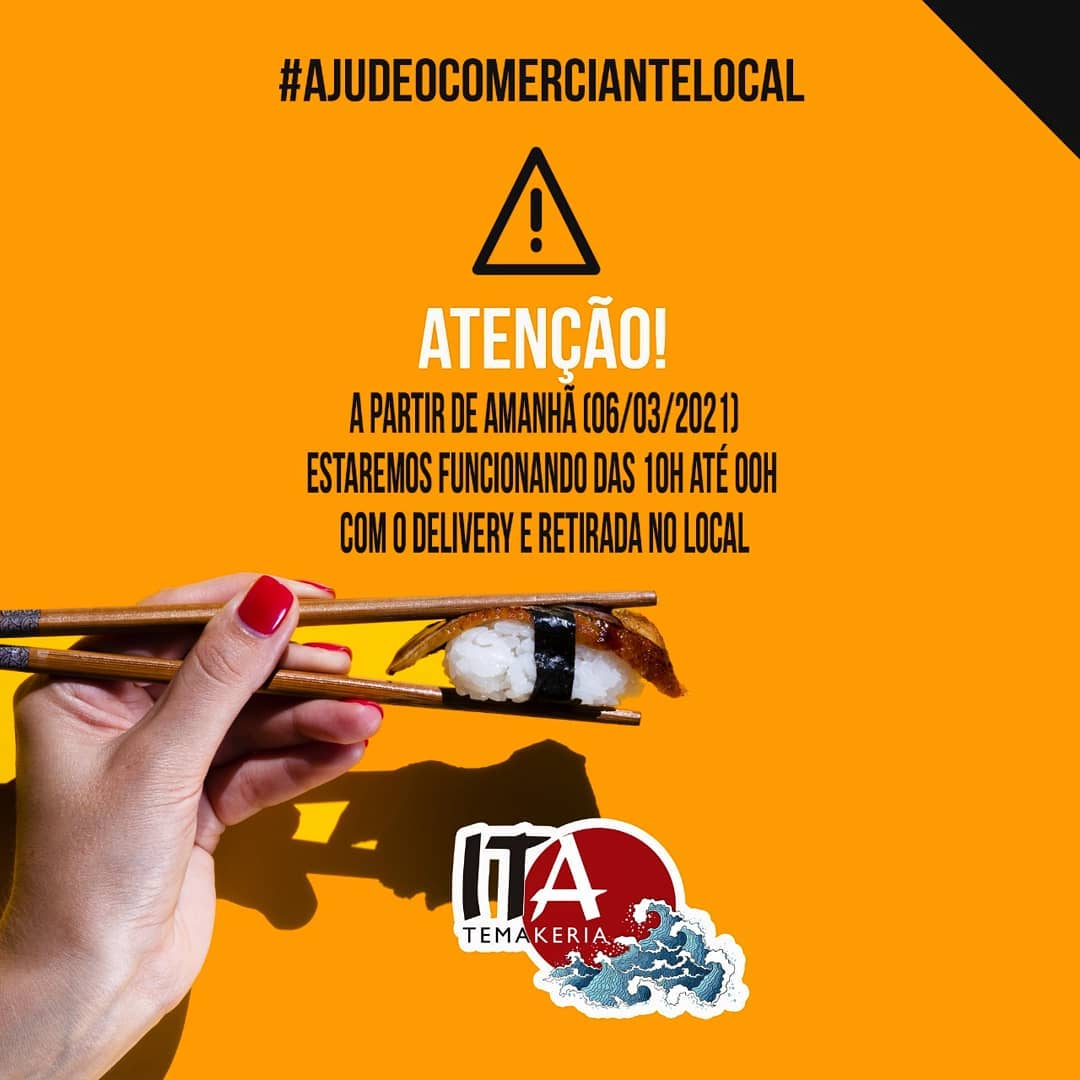 #AJUDEOCOMERCIANTELOCAL
ATENÇÃO!
A PARTIR DE AMANHÃ (06/03/2021)
ESTAREMOS FUNCIONANDO DAS 10H ATÉ 00H
COM O DELIVERY E RETIRADA NO LOCAL
ITA
TEMAKERIA